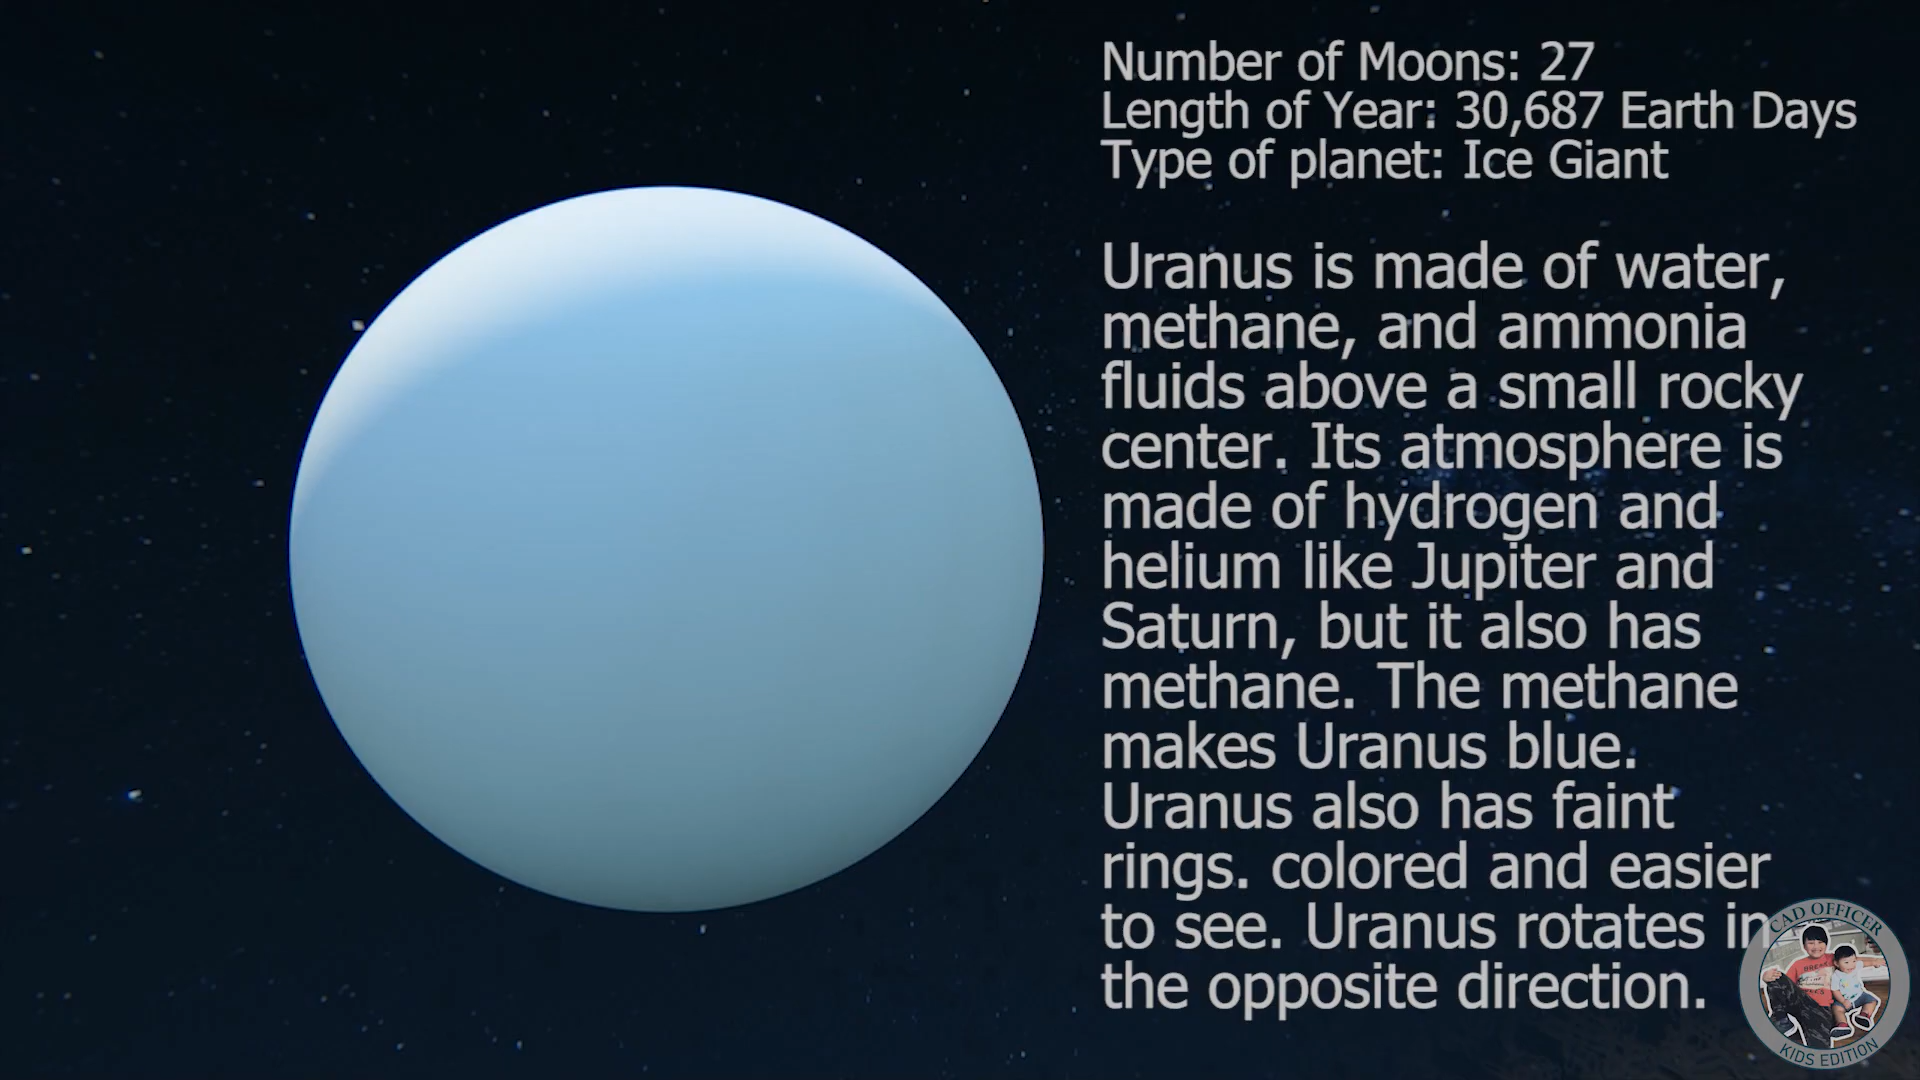 Number of Moons: 27
Length of Year: 30,687 Earth Days
Type of planet: Ice Giant
Uranus is made of water,
methane, and ammonia
fluids above a small rocky
center. Its atmosphere is
made of hydrogen and
helium like Jupiter and
Saturn, but it also has
methane. The methane
makes Uranus blue.
Uranus also has faint
rings. colored and easier
to see. Uranus rotates in
the opposite direction.
CAD OFFICER
KIDS EDITION